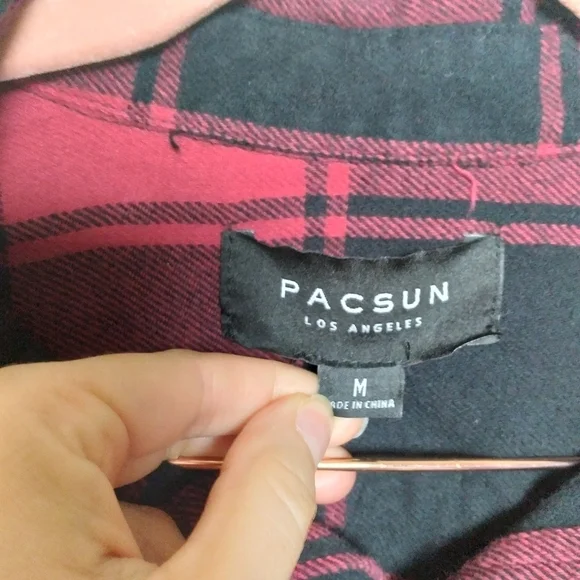 PACSUN
LOS ANGELES
M
ADE IN CHINA